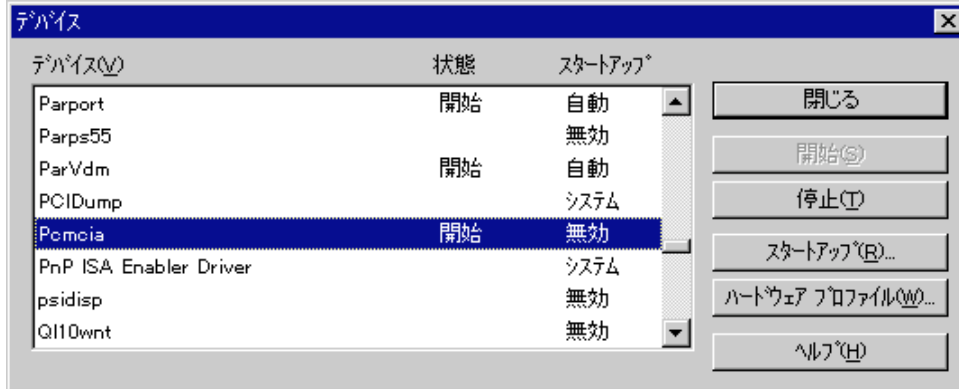 デバイス
デバイス(V) 状態 スタートアップ
Parport 開始 自動
Parps55 無効
ParVdm 開始 自動
PCIDump システム
Pcmcia 開始 無効
PnP ISA Enabler Driver システム
psidisp 無効
Ql10wnt 無効
閉じる
開始(S)
停止(T)
スタートアップ(R)...
ハードウェア プロファイル(W)...
ヘルプ(H)